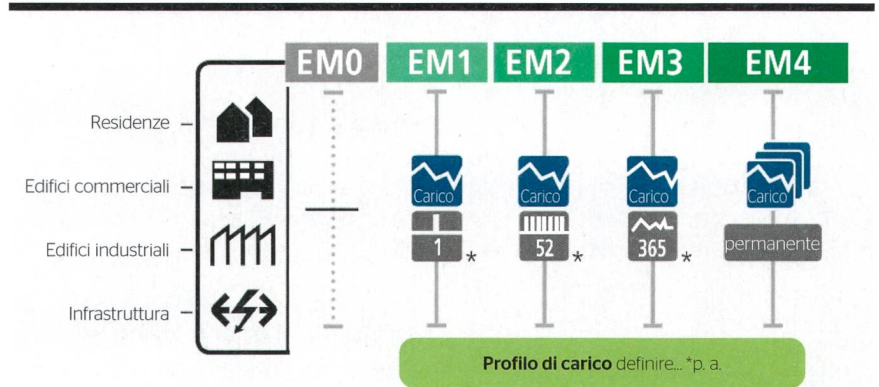 EM0 EM1 EM2 EM3 EM4
Residenze
Edifici commerciali
Edifici industriali
Infrastruttura
Carico Carico Carico Carico
1 * 52 * 365 * permanente
Profilo di carico definire... *p. a.